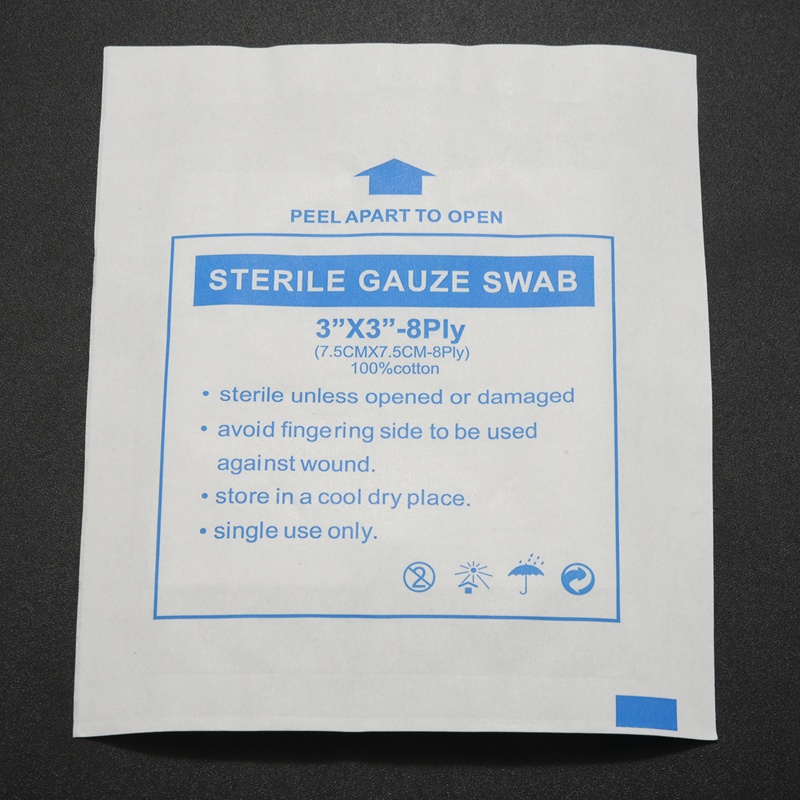 PEEL APART TO OPEN
STERILE GAUZE SWAB
3”X3”-8Ply
(7.5CMX7.5CM-8Ply)
100%cotton
• sterile unless opened or damaged
• avoid fingering side to be used
against wound.
• store in a cool dry place.
• single use only.
2